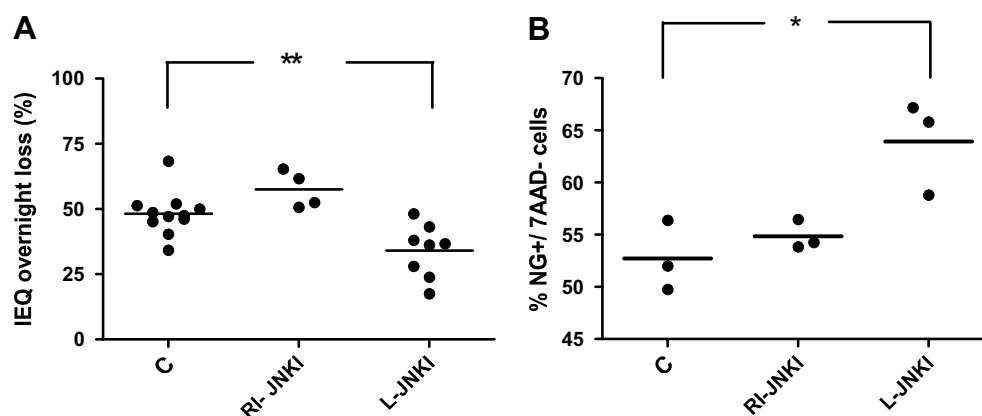 A
**
IEQ overnight loss (%)
100
75
50
25
0
C
RI- JNKI
L-JNKI
B
*
% NG+/ 7AAD- cells
70
65
60
55
50
45
C
RI-JNKI
L-JNKI